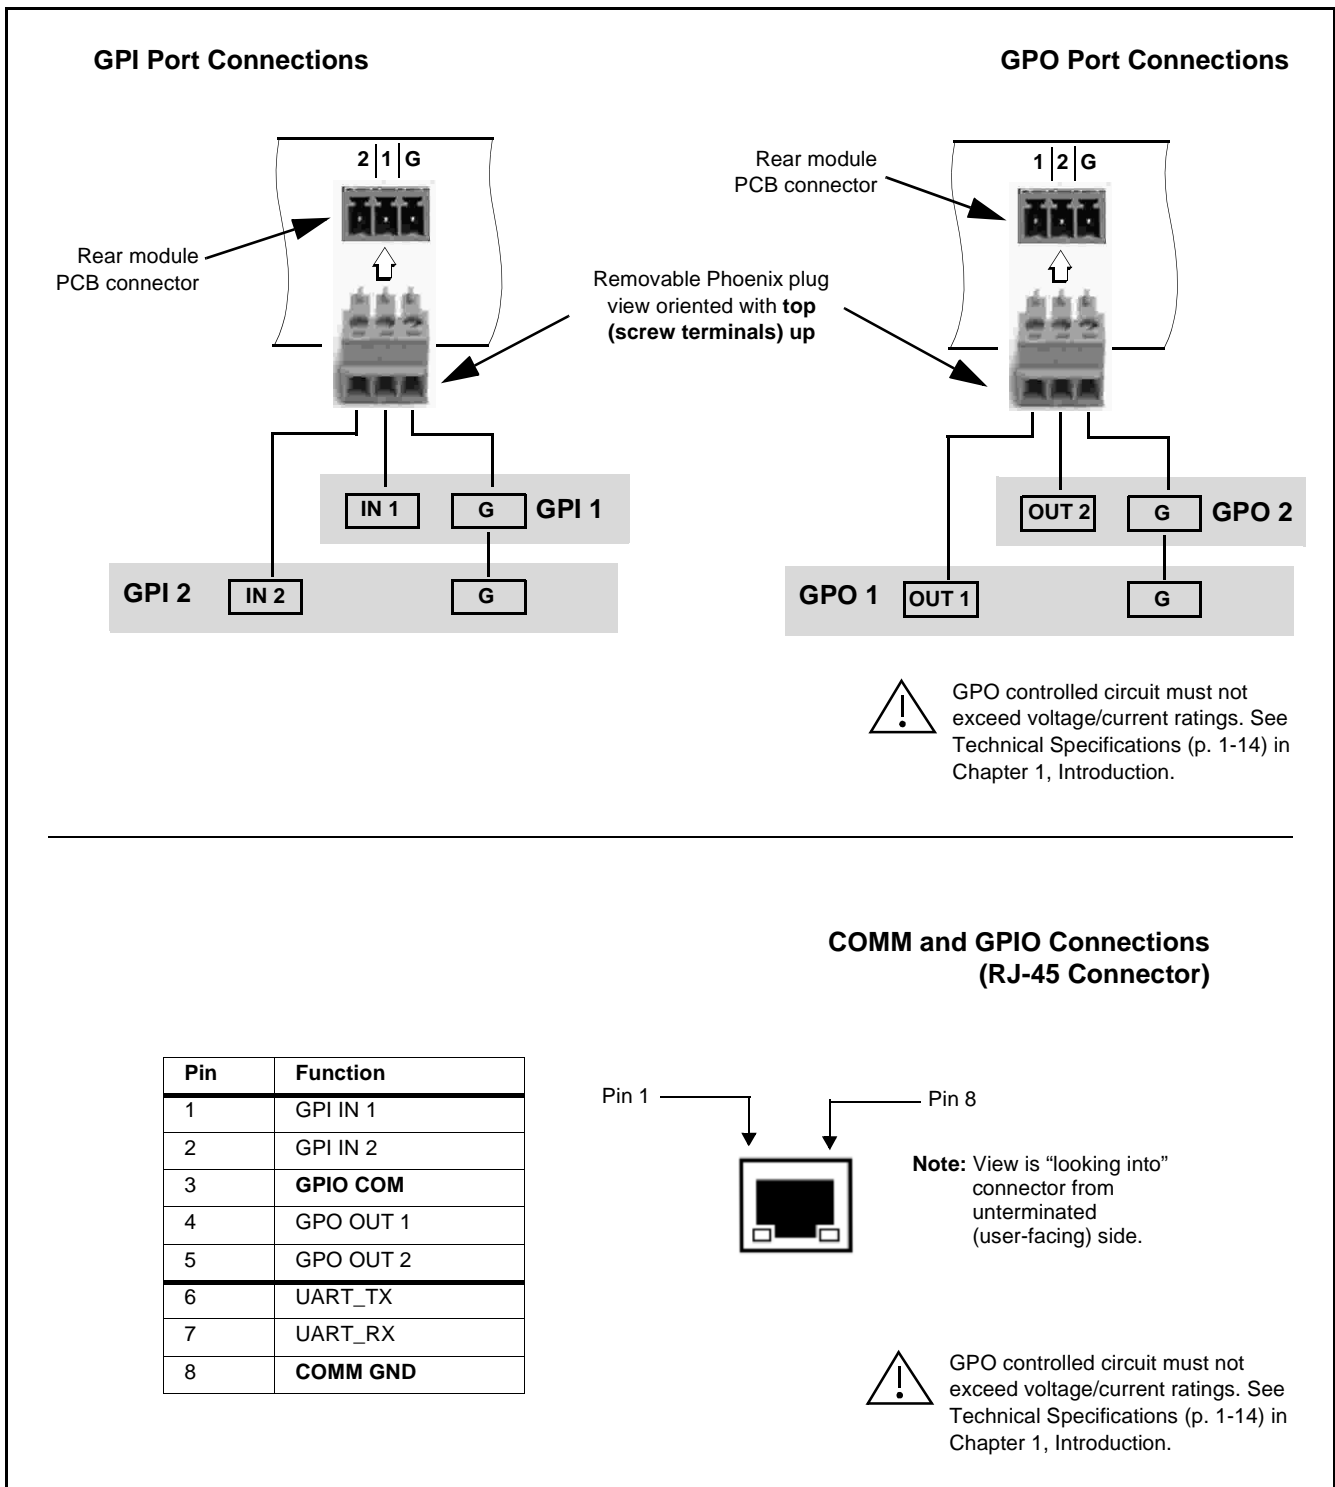 GPI Port Connections
GPO Port Connections
2 1 G
Rear module
PCB connector
Rear module
PCB connector
1 2 G
Removable Phoenix plug
view oriented with top
(screw terminals) up
IN 1
G
GPI 1
GPI 2
IN 2
G
OUT 2
G
GPO 2
GPO 1
OUT 1
G
GPO controlled circuit must not
exceed voltage/current ratings. See
Technical Specifications (p. 1-14) in
Chapter 1, Introduction.
COMM and GPIO Connections
(RJ-45 Connector)
Pin Function
1 GPI IN 1
2 GPI IN 2
3 GPIO COM
4 GPO OUT 1
5 GPO OUT 2
6 UART_TX
7 UART_RX
8 COMM GND
Pin 1
Pin 8
Note: View is “looking into”
connector from
unterminated
(user-facing) side.
GPO controlled circuit must not
exceed voltage/current ratings. See
Technical Specifications (p. 1-14) in
Chapter 1, Introduction.